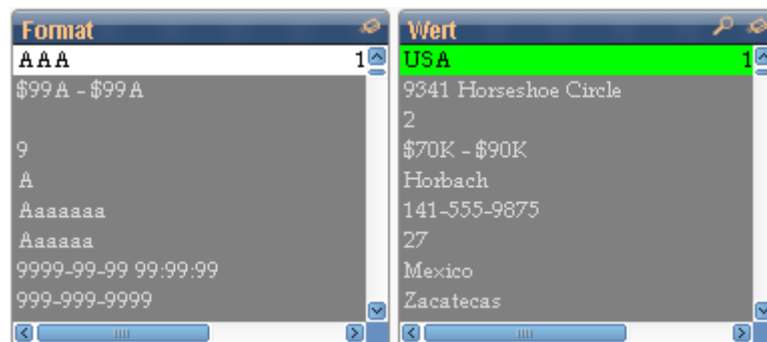 Format
AAA 1
$99A - $99A
9
A
Aaaaaaa
Aaaaaa
9999-99-99 99:99:99
999-999-9999
Wert
USA 1
9341 Horseshoe Circle
2
$70K - $90K
Horbach
141-555-9875
27
Mexico
Zacatecas